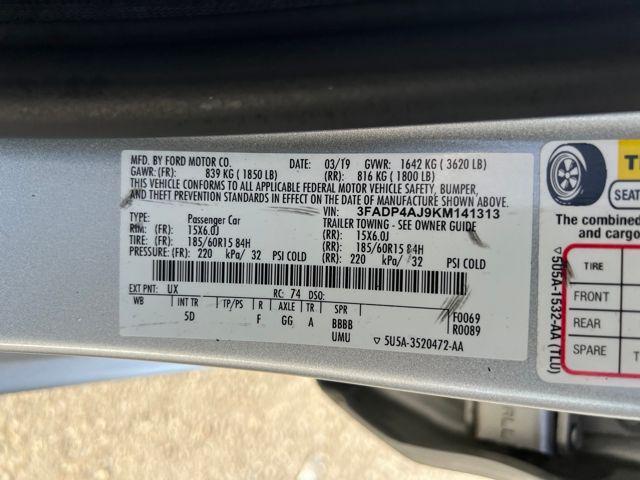 MFD. BY FORD MOTOR CO.
DATE: 03/19 GVWR: 1642 KG ( 3620 LB)
GAWR: (FR): 839 KG ( 1850 LB) (RR): 816 KG ( 1800 LB)
THIS VEHICLE CONFORMS TO ALL APPLICABLE FEDERAL MOTOR VEHICLE SAFETY, BUMPER,
AND THEFT PREVENTION STANDARDS IN EFFECT ON THE DATE OF MANUFACTURE SHOWN ABOVE.
VIN: 3FADP4AJ9KM141313
TYPE: Passenger Car TRAILER TOWING - SEE OWNER GUIDE
RIM: (FR): 15X6.0J (RR): 15X6.0J
TIRE: (FR): 185/60R15 84H (RR): 185/60R15 84H
PSI COLD: (FR): 220 kPa/ 32 PSI COLD (RR): 220 kPa/ 32 PSI COLD
EXT PNT: UX RC: 74 DSO:
WB INT TR TP/PS R AXLE TR SPR F0069
5D F GG A BBBB R0089
UMU ▽ 5U5A-3520472-AA
SEAT
The combined
and cargo
TIRE
FRONT
REAR
SPARE
▽ 5U5A-1532-AA (TLU)